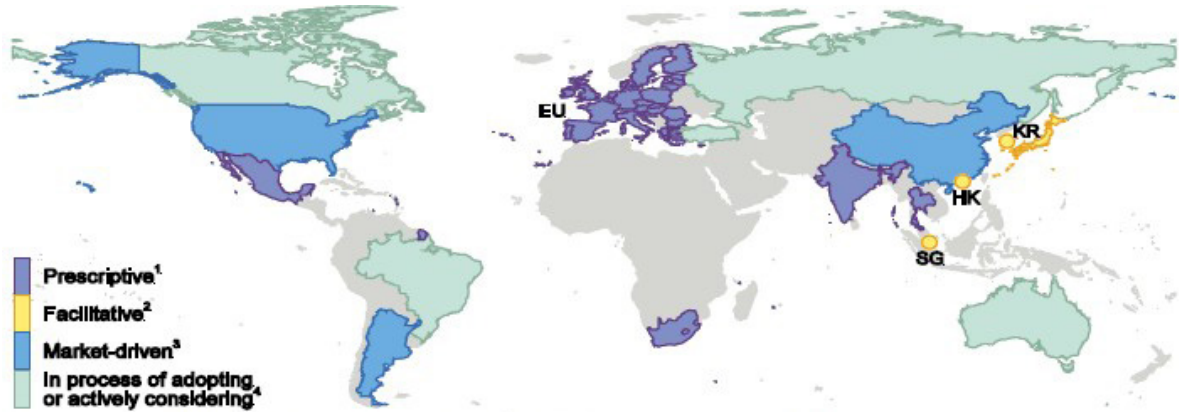 EU
KR
HK
SG
Prescriptive¹
Facilitative²
Market-driven³
In process of adopting
or actively considering⁴